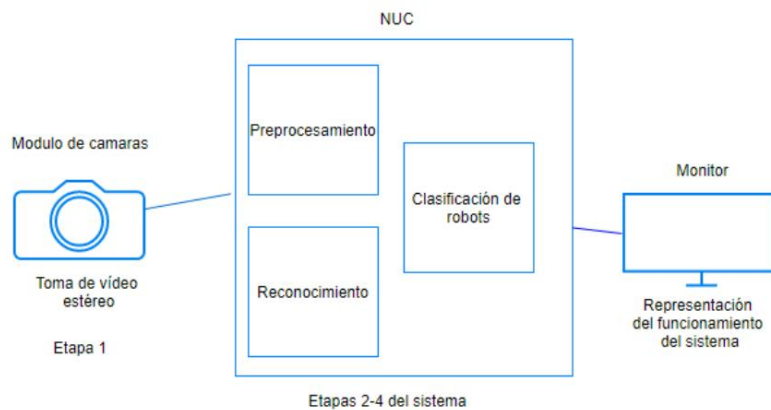 NUC
Modulo de camaras
Toma de vídeo
estéreo
Etapa 1
Preprocesamiento
Reconocimiento
Clasificación de
robots
Etapas 2-4 del sistema
Monitor
Representación
del funcionamiento
del sistema